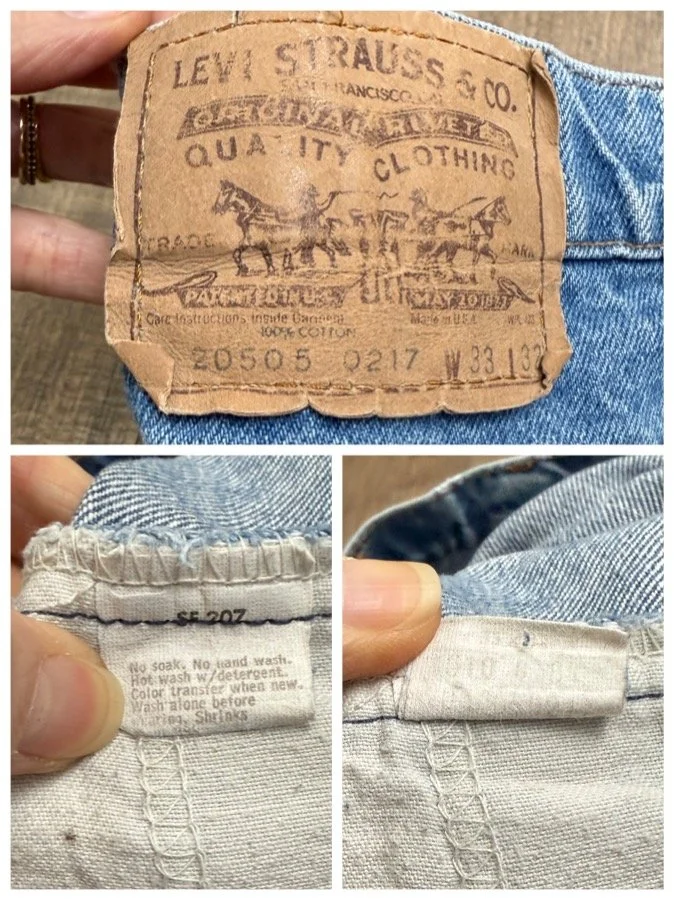 LEVI STRAUSS & CO.
SAN FRANCISCO, CAL.
ORIGINAL RIVETED
QUALITY CLOTHING
TRADE MARK
PATENTED IN U.S. MAY 20 1873
Care Instructions Inside Garment Made in U.S.A.
100% COTTON
20505 0217 W 33 L 32
SF 207
No soak. No hand wash.
Hot wash w/detergent.
Color transfer when new.
Wash alone before
Shrinks